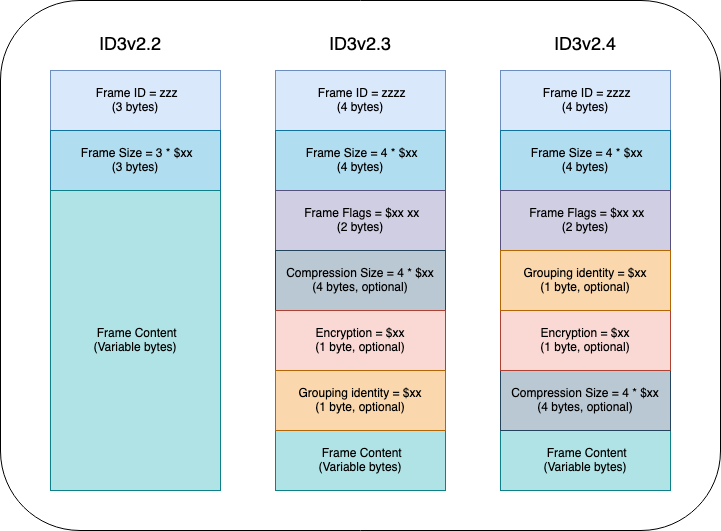 ID3v2.2
Frame ID = zzz
(3 bytes)
Frame Size = 3 * $xx
(3 bytes)
Frame Content
(Variable bytes)
ID3v2.3
Frame ID = zzzz
(4 bytes)
Frame Size = 4 * $xx
(4 bytes)
Frame Flags = $xx xx
(2 bytes)
Compression Size = 4 * $xx
(4 bytes, optional)
Encryption = $xx
(1 byte, optional)
Grouping identity = $xx
(1 byte, optional)
Frame Content
(Variable bytes)
ID3v2.4
Frame ID = zzzz
(4 bytes)
Frame Size = 4 * $xx
(4 bytes)
Frame Flags = $xx xx
(2 bytes)
Grouping identity = $xx
(1 byte, optional)
Encryption = $xx
(1 byte, optional)
Compression Size = 4 * $xx
(4 bytes, optional)
Frame Content
(Variable bytes)